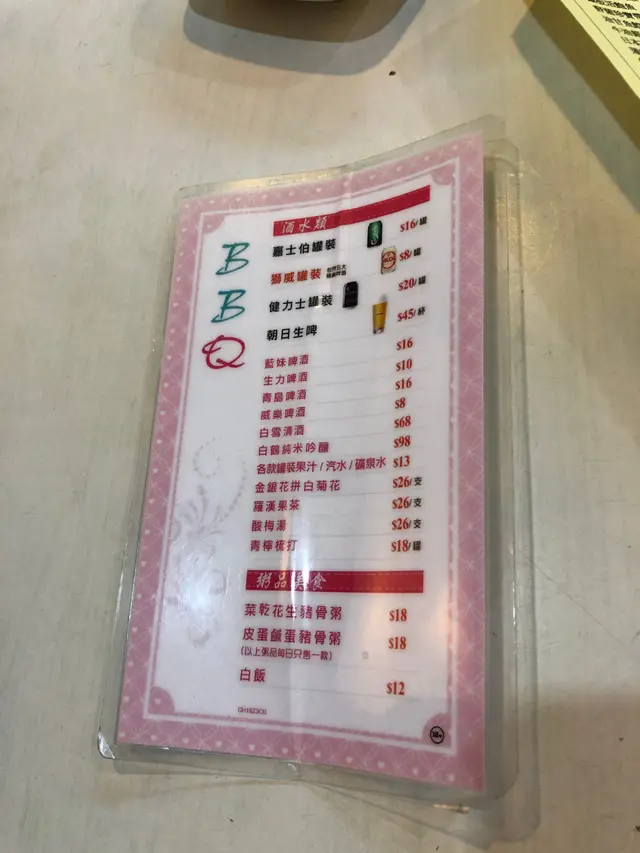 BBQ
酒水類
嘉士伯罐裝 $16/罐
獅威罐裝 $8/罐
健力士罐裝 $20/罐
朝日生啤 $45/杯
藍妹啤酒 $16
生力啤酒 $10
青島啤酒 $16
威樂啤酒 $8
白雪清酒 $68
白鶴純米吟釀 $98
各款罐裝果汁/汽水/礦泉水 $13
金銀花拼白菊花 $26/支
羅漢果茶 $26/支
酸梅湯 $26/支
青檸梳打 $18/罐
粥品美食
菜乾花生豬骨粥 $18
皮蛋鹹蛋豬骨粥 $18
(以上粥品每日只售一款)
白飯 $12